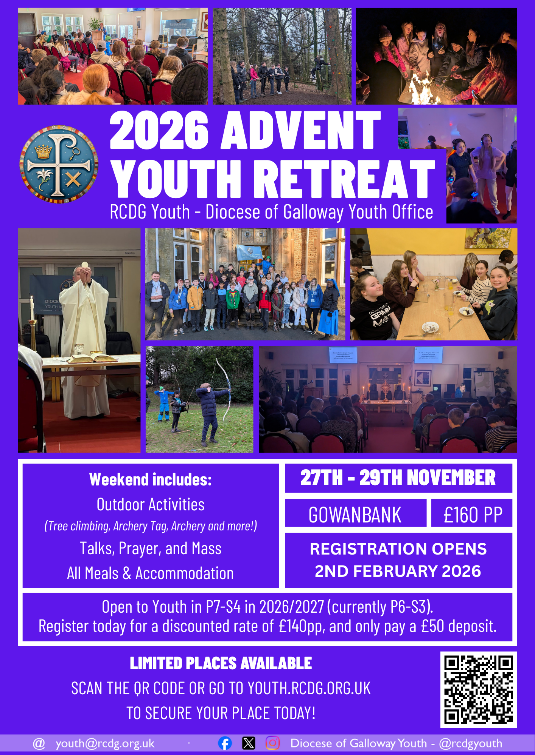 2026 ADVENT
YOUTH RETREAT
RCDG Youth - Diocese of Galloway Youth Office
Weekend includes:
Outdoor Activities
(Tree climbing, Archery Tag, Archery and more!)
Talks, Prayer, and Mass
All Meals & Accommodation
27TH - 29TH NOVEMBER
GOWANBANK
£160 PP
REGISTRATION OPENS
2ND FEBRUARY 2026
Open to Youth in P7-S4 in 2026/2027 (currently P6-S3).
Register today for a discounted rate of £140pp, and only pay a £50 deposit.
LIMITED PLACES AVAILABLE
SCAN THE QR CODE OR GO TO YOUTH.RCDG.ORG.UK
TO SECURE YOUR PLACE TODAY!
@ youth@rcdg.org.uk · Diocese of Galloway Youth - @rcdgyouth